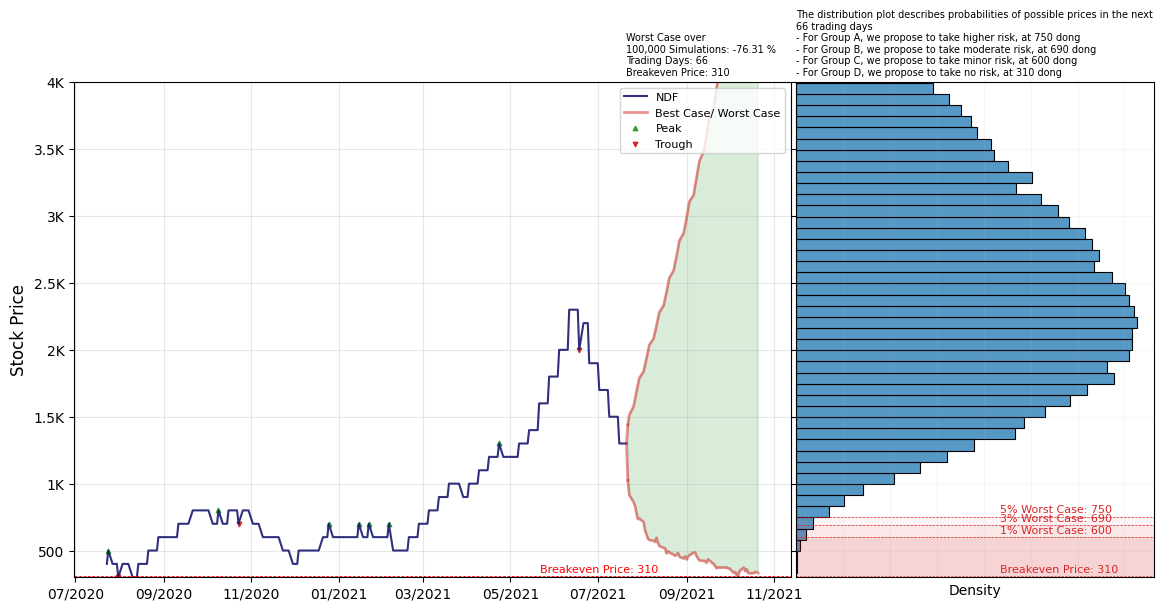 The distribution plot describes probabilities of possible prices in the next
66 trading days
- For Group A, we propose to take higher risk, at 750 dong
- For Group B, we propose to take moderate risk, at 690 dong
- For Group C, we propose to take minor risk, at 600 dong
- For Group D, we propose to take no risk, at 310 dong
Worst Case over
100,000 Simulations: -76.31 %
Trading Days: 66
Breakeven Price: 310
NDF
Best Case/ Worst Case
Peak
Trough
Stock Price
4K
3.5K
3K
2.5K
2K
1.5K
1K
500
Breakeven Price: 310
07/2020
09/2020
11/2020
01/2021
03/2021
05/2021
07/2021
09/2021
11/2021
5% Worst Case: 750
3% Worst Case: 690
1% Worst Case: 600
Breakeven Price: 310
Density